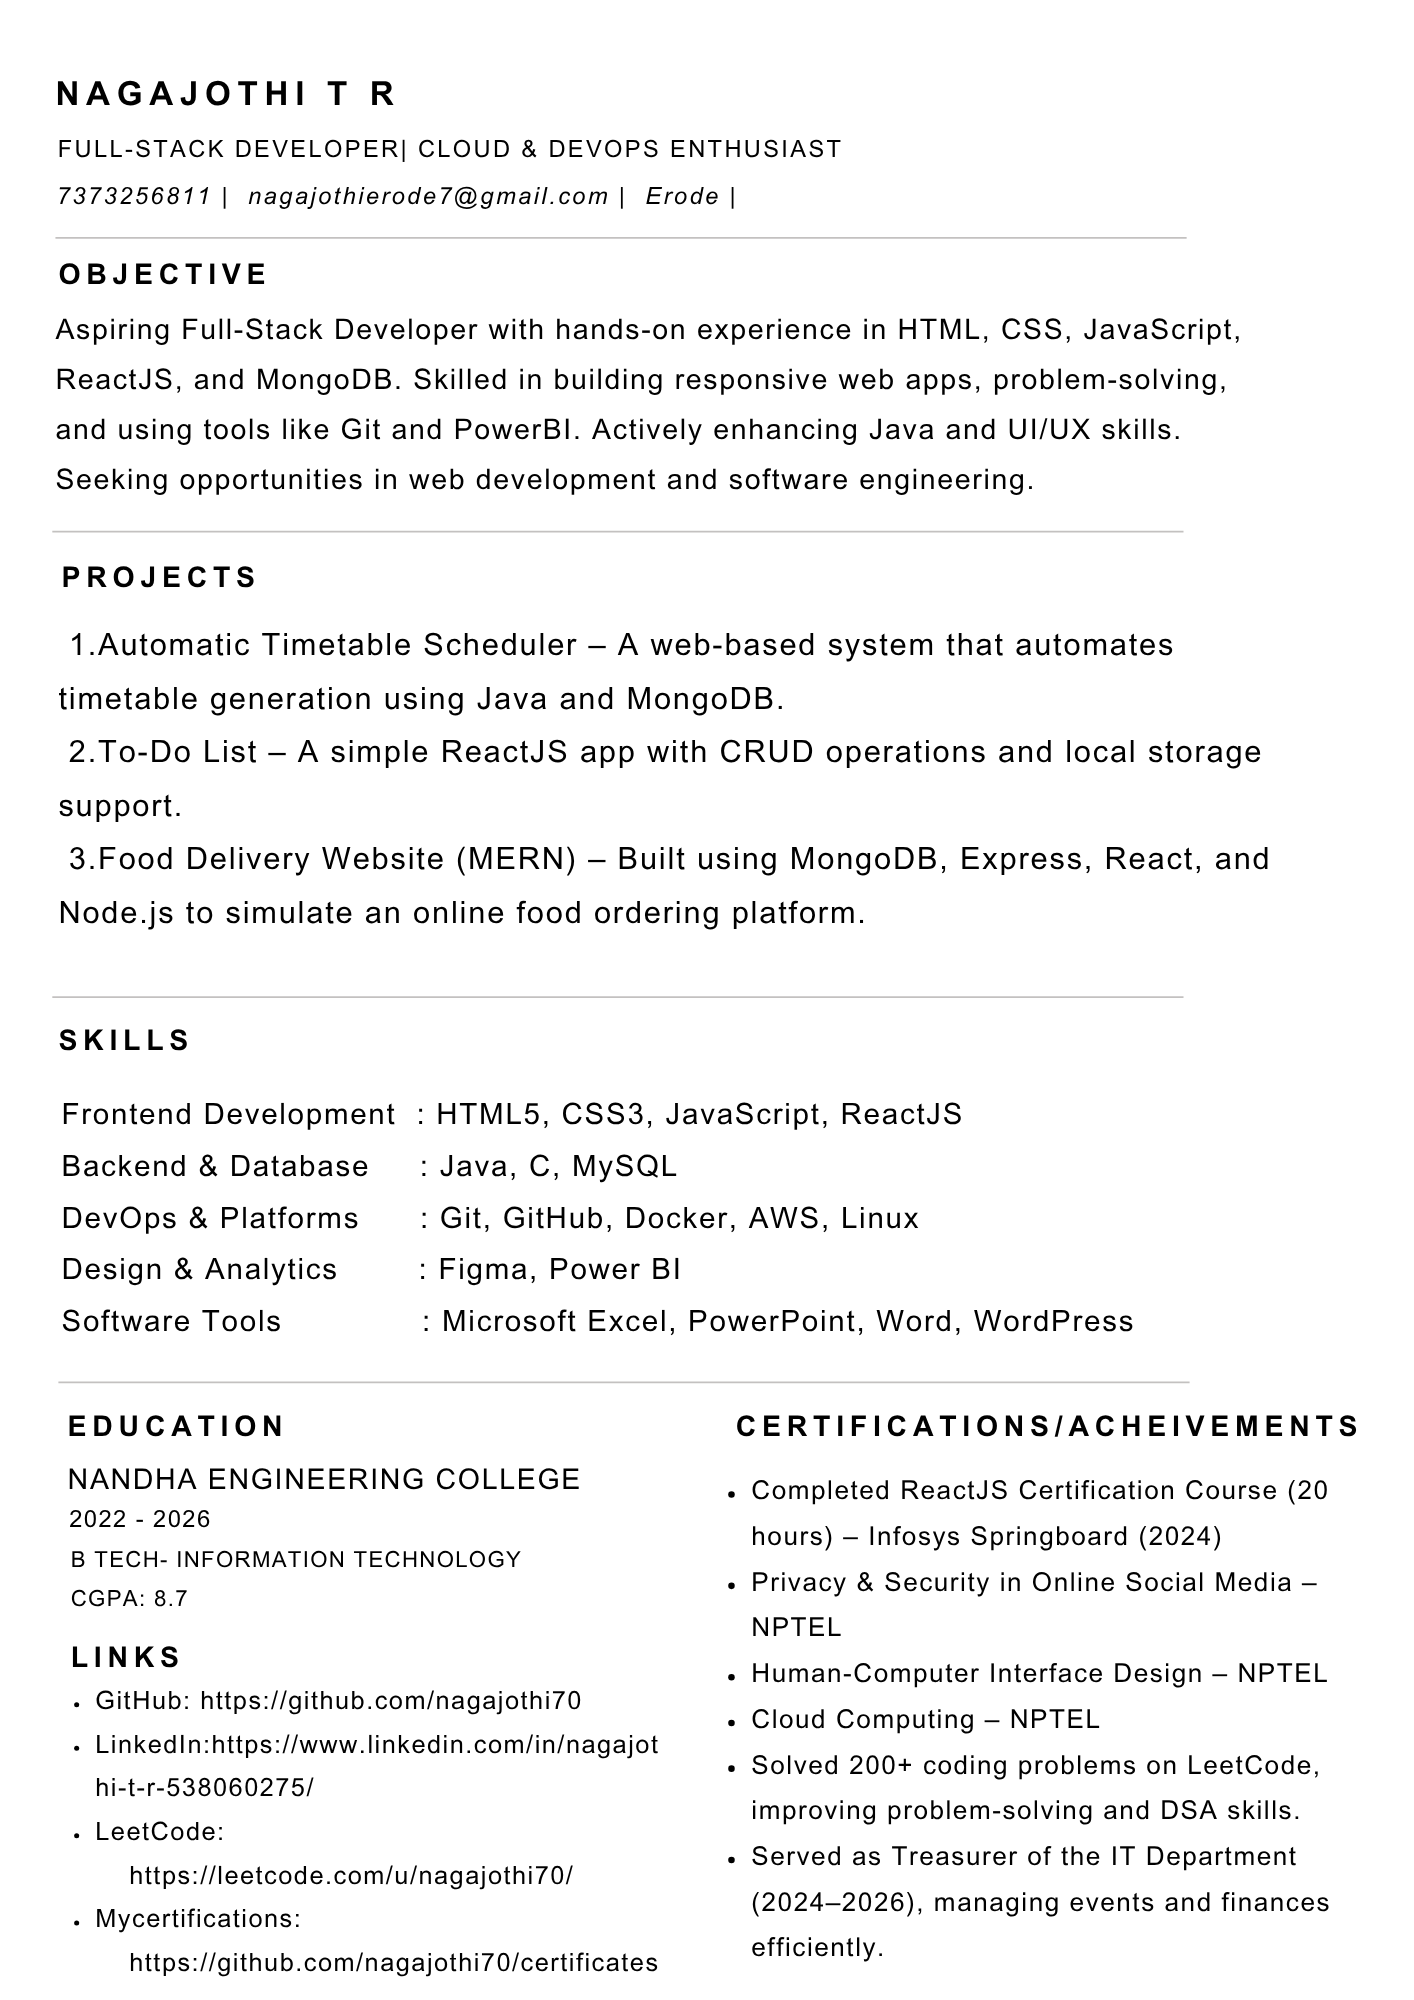 NAGAJOTHI T R
FULL-STACK DEVELOPER| CLOUD & DEVOPS ENTHUSIAST
7373256811 | nagajothierode7@gmail.com | Erode |
OBJECTIVE
Aspiring Full-Stack Developer with hands-on experience in HTML, CSS, JavaScript,
ReactJS, and MongoDB. Skilled in building responsive web apps, problem-solving,
and using tools like Git and PowerBI. Actively enhancing Java and UI/UX skills.
Seeking opportunities in web development and software engineering.
PROJECTS
1.Automatic Timetable Scheduler – A web-based system that automates
timetable generation using Java and MongoDB.
2.To-Do List – A simple ReactJS app with CRUD operations and local storage
support.
3.Food Delivery Website (MERN) – Built using MongoDB, Express, React, and
Node.js to simulate an online food ordering platform.
SKILLS
Frontend Development : HTML5, CSS3, JavaScript, ReactJS
Backend & Database : Java, C, MySQL
DevOps & Platforms : Git, GitHub, Docker, AWS, Linux
Design & Analytics : Figma, Power BI
Software Tools : Microsoft Excel, PowerPoint, Word, WordPress
EDUCATION
NANDHA ENGINEERING COLLEGE
2022 - 2026
B TECH- INFORMATION TECHNOLOGY
CGPA: 8.7
LINKS
• GitHub: https://github.com/nagajothi70
• LinkedIn:https://www.linkedin.com/in/nagajot
hi-t-r-538060275/
• LeetCode:
https://leetcode.com/u/nagajothi70/
• Mycertifications:
https://github.com/nagajothi70/certificates
CERTIFICATIONS/ACHEIVEMENTS
• Completed ReactJS Certification Course (20
hours) – Infosys Springboard (2024)
• Privacy & Security in Online Social Media –
NPTEL
• Human-Computer Interface Design – NPTEL
• Cloud Computing – NPTEL
• Solved 200+ coding problems on LeetCode,
improving problem-solving and DSA skills.
• Served as Treasurer of the IT Department
(2024–2026), managing events and finances
efficiently.